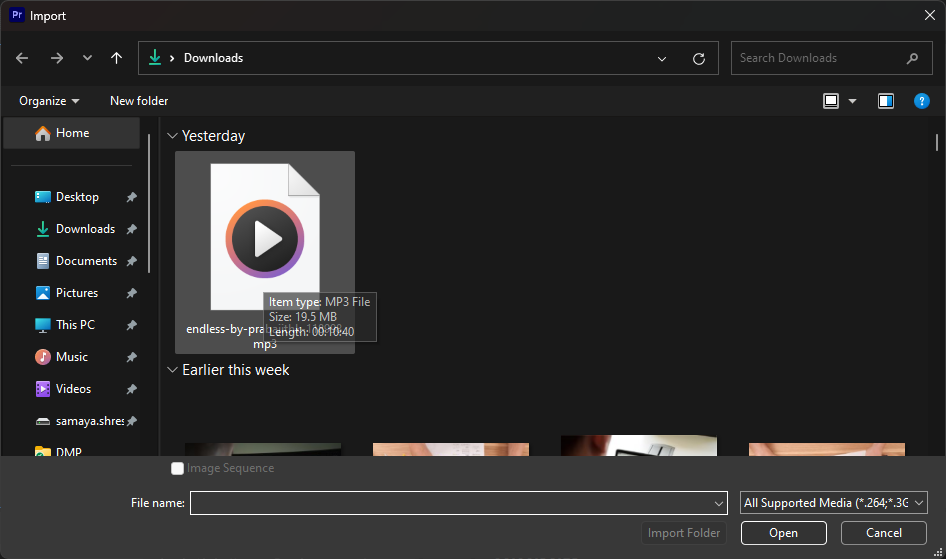 Pr Import
Downloads
Search Downloads
Organize
New folder
?
Home
Desktop
Downloads
Documents
Pictures
This PC
Music
Videos
samaya.shres
DMP
Yesterday
endless-by-pra
mp3
Item type: MP3 File
Size: 19.5 MB
Length: 00:10:40
Earlier this week
Image Sequence
File name:
All Supported Media (*.264;*.3G
Import Folder
Open
Cancel